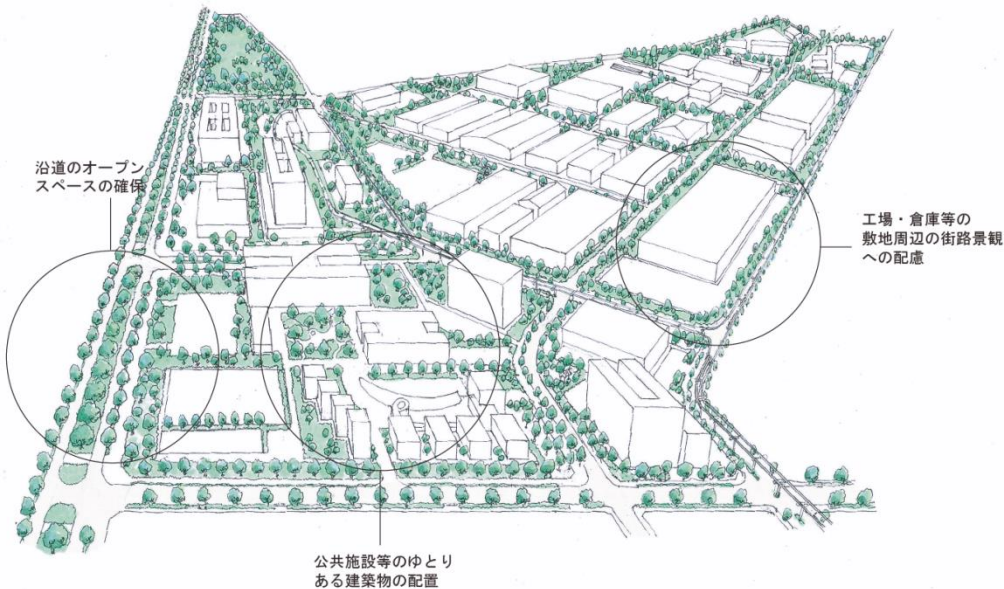 沿道のオープン
スペースの確保
工場・倉庫等の
敷地周辺の街路景観
への配慮
公共施設等のゆとり
ある建築物の配置